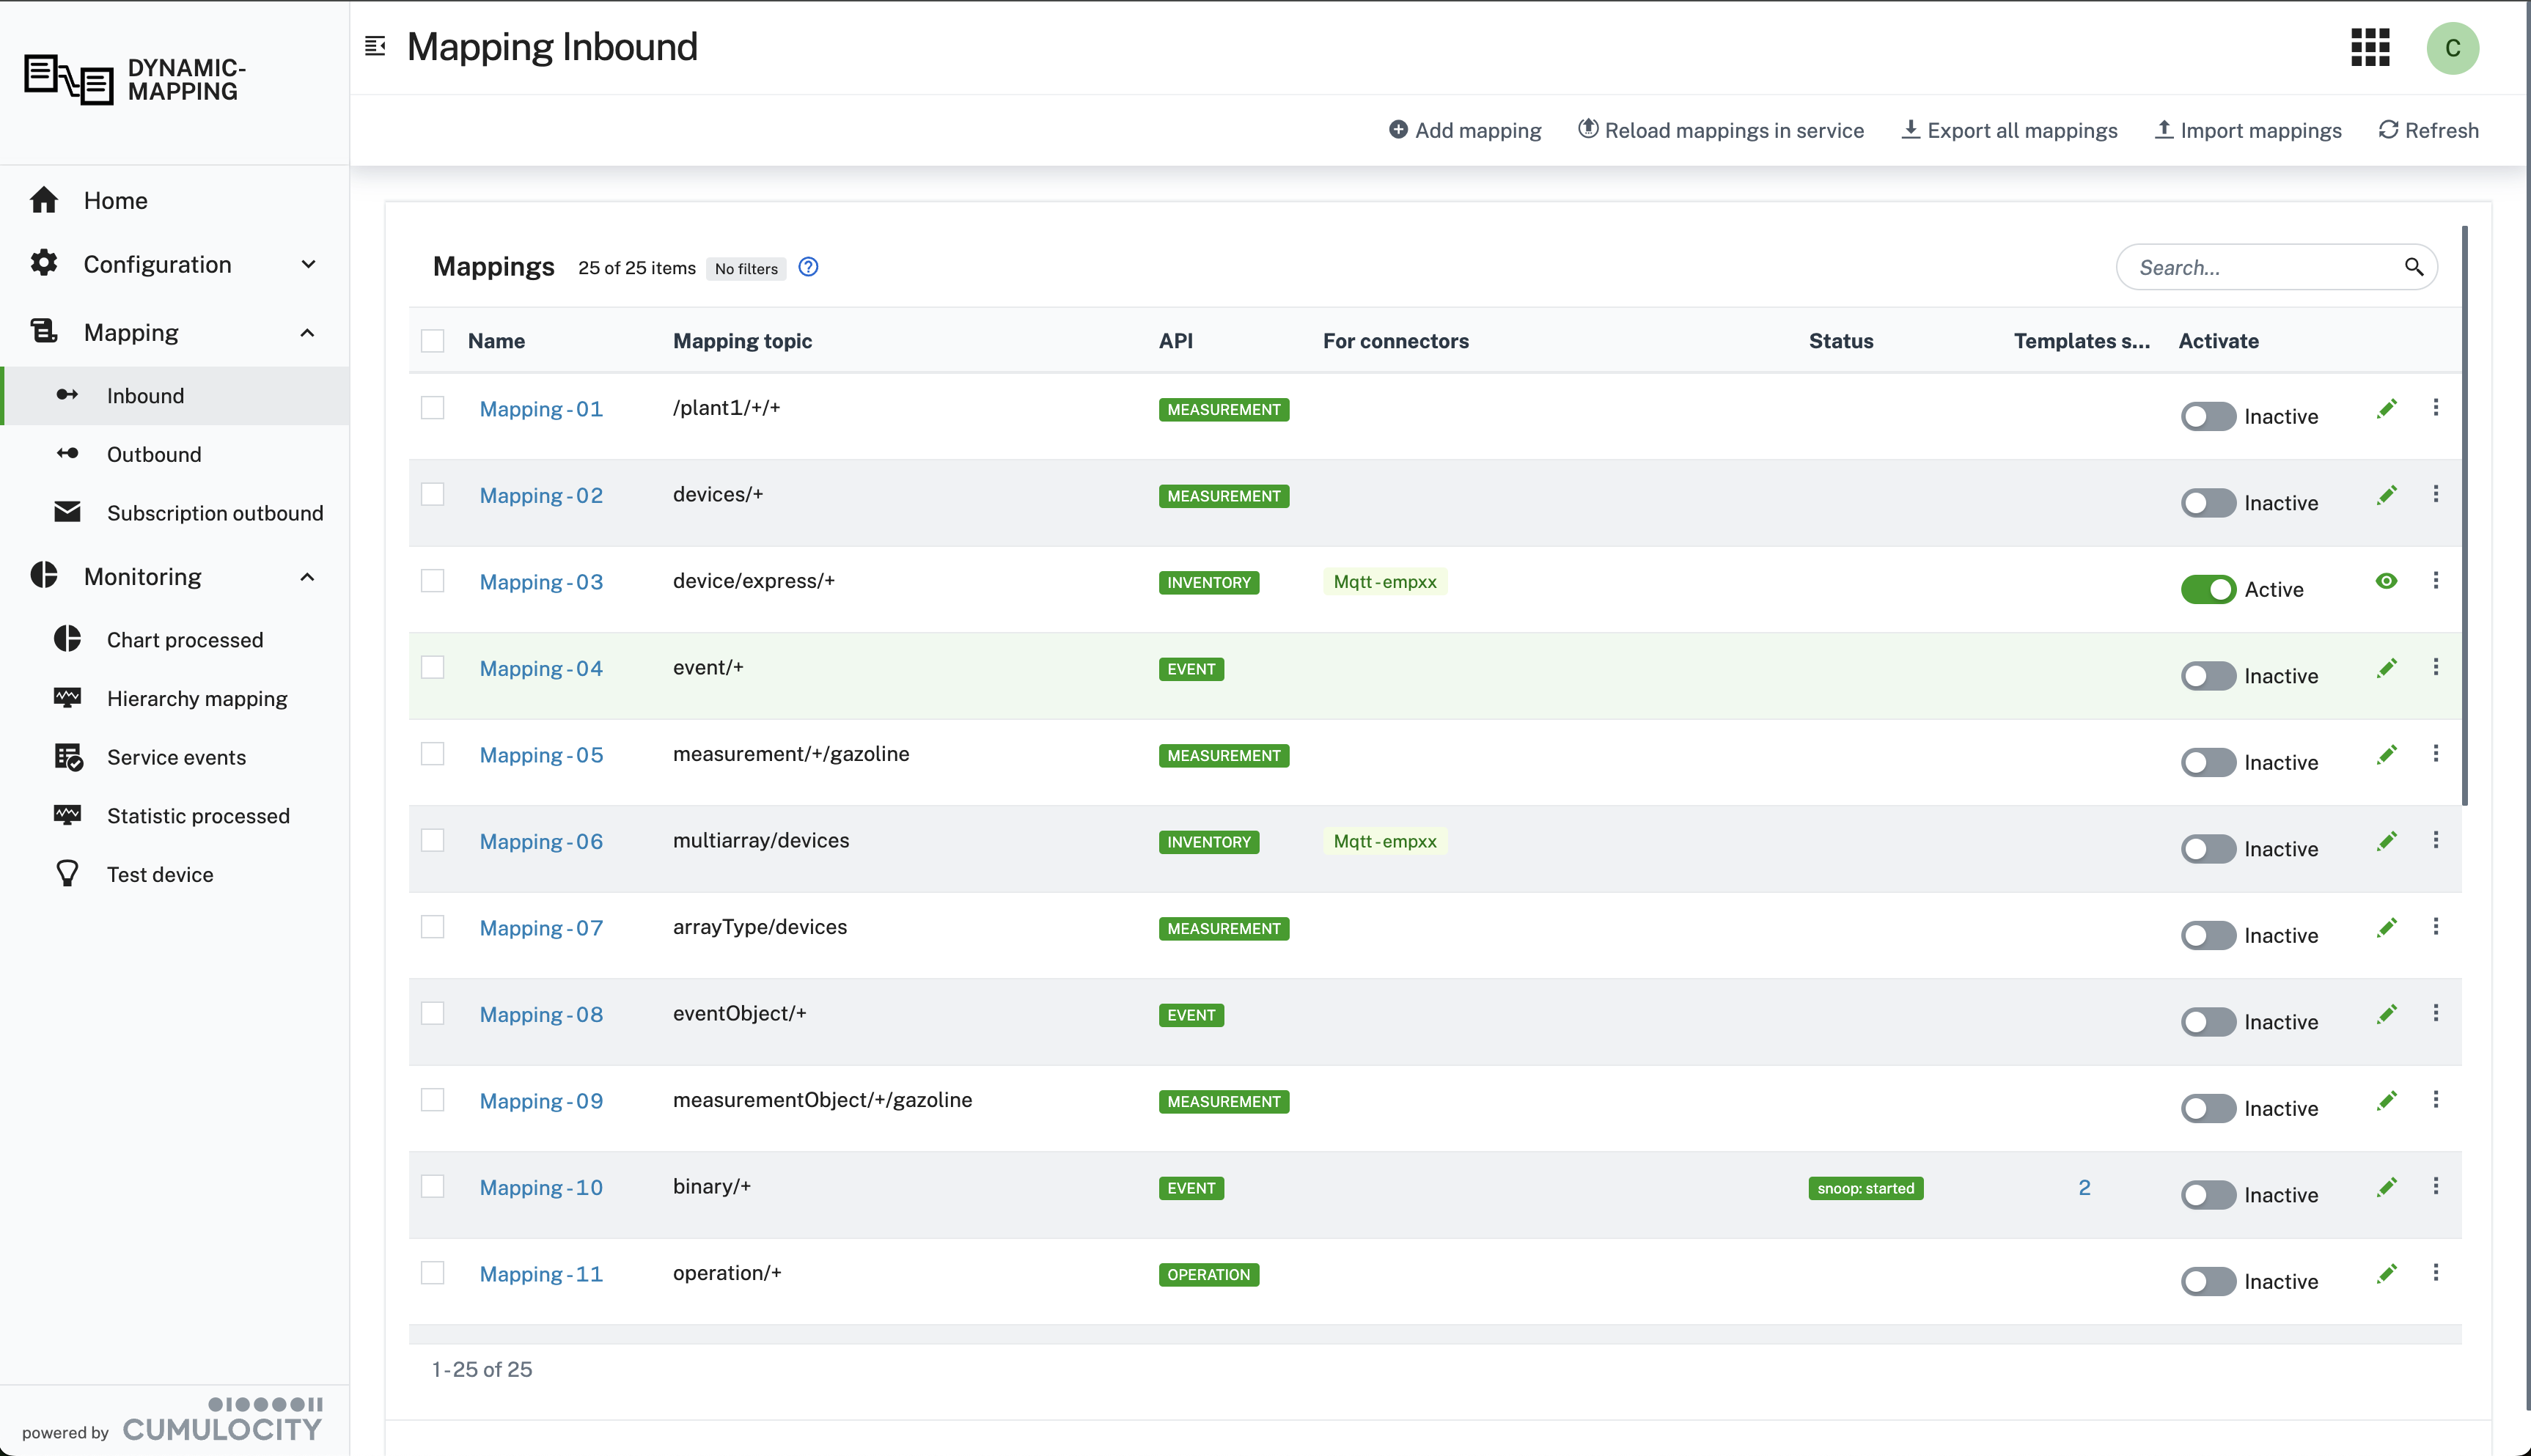 DYNAMIC-
MAPPING
Mapping Inbound
C
Add mapping
Reload mappings in service
Export all mappings
Import mappings
Refresh
Home
Configuration
Mapping
Inbound
Outbound
Subscription outbound
Monitoring
Chart processed
Hierarchy mapping
Service events
Statistic processed
Test device
powered by CUMULOCITY
Mappings 25 of 25 items No filters ?
Search...
Name Mapping topic API For connectors Status Templates s... Activate
Mapping-01 /plant1/+/+ MEASUREMENT Inactive
Mapping-02 devices/+ MEASUREMENT Inactive
Mapping-03 device/express/+ INVENTORY Mqtt-empxx Active
Mapping-04 event/+ EVENT Inactive
Mapping-05 measurement/+/gazoline MEASUREMENT Inactive
Mapping-06 multiarray/devices INVENTORY Mqtt-empxx Inactive
Mapping-07 arrayType/devices MEASUREMENT Inactive
Mapping-08 eventObject/+ EVENT Inactive
Mapping-09 measurementObject/+/gazoline MEASUREMENT Inactive
Mapping-10 binary/+ EVENT snoop: started 2 Inactive
Mapping-11 operation/+ OPERATION Inactive
1-25 of 25